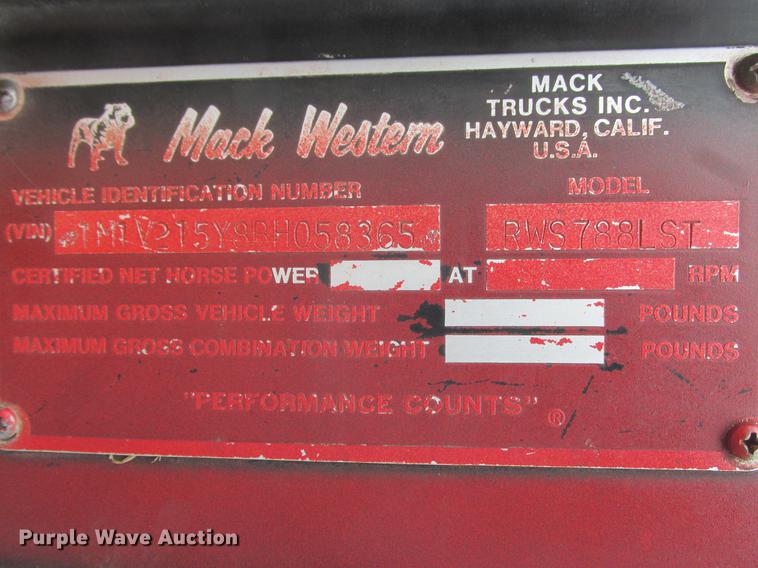 Mack Western
MACK
TRUCKS INC.
HAYWARD, CALIF.
U.S.A.
VEHICLE IDENTIFICATION NUMBER
MODEL
(VIN) 1M1V215Y8BH058365 RWS788LST
CERTIFIED NET HORSE POWER AT RPM
MAXIMUM GROSS VEHICLE WEIGHT POUNDS
MAXIMUM GROSS COMBINATION WEIGHT POUNDS
"PERFORMANCE COUNTS" ®
Purple Wave Auction